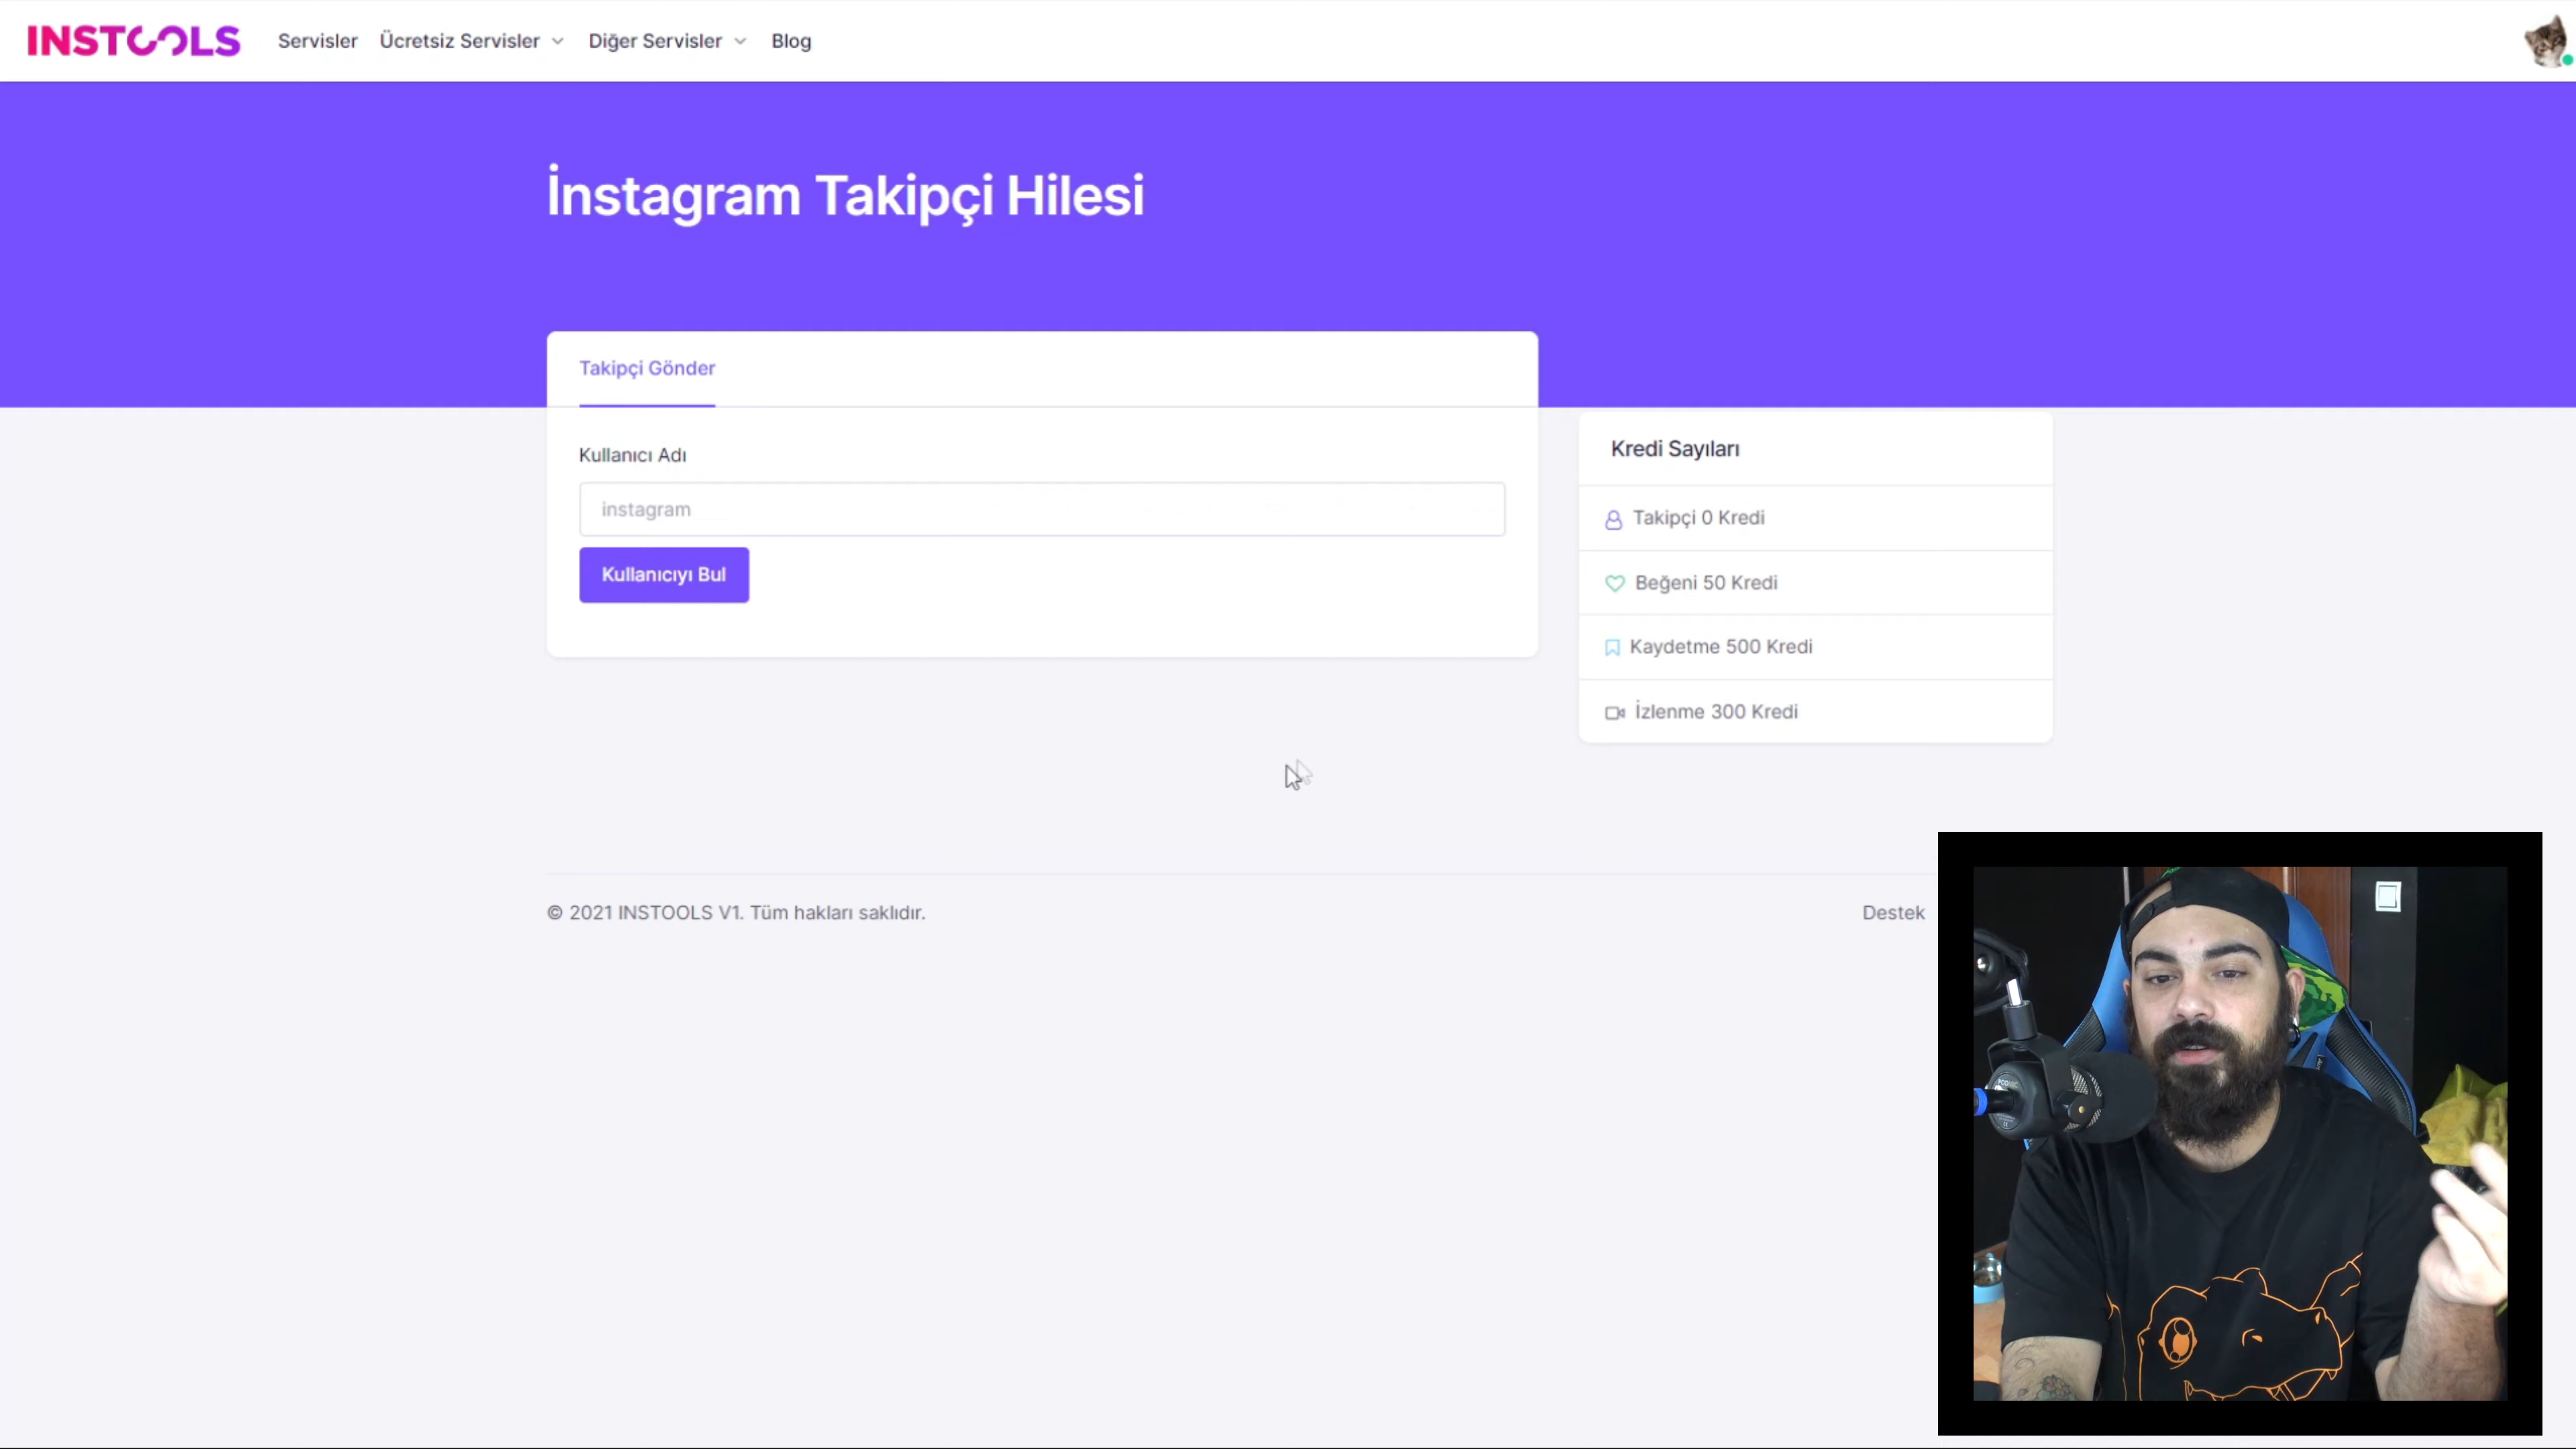 INSTOOLS
Servisler
Ücretsiz Servisler
Diğer Servisler
Blog
İnstagram Takipçi Hilesi
Takipçi Gönder
Kullanıcı Adı
instagram
Kullanıcıyı Bul
Kredi Sayıları
Takipçi 0 Kredi
Beğeni 50 Kredi
Kaydetme 500 Kredi
İzlenme 300 Kredi
© 2021 INSTOOLS V1. Tüm hakları saklıdır.
Destek